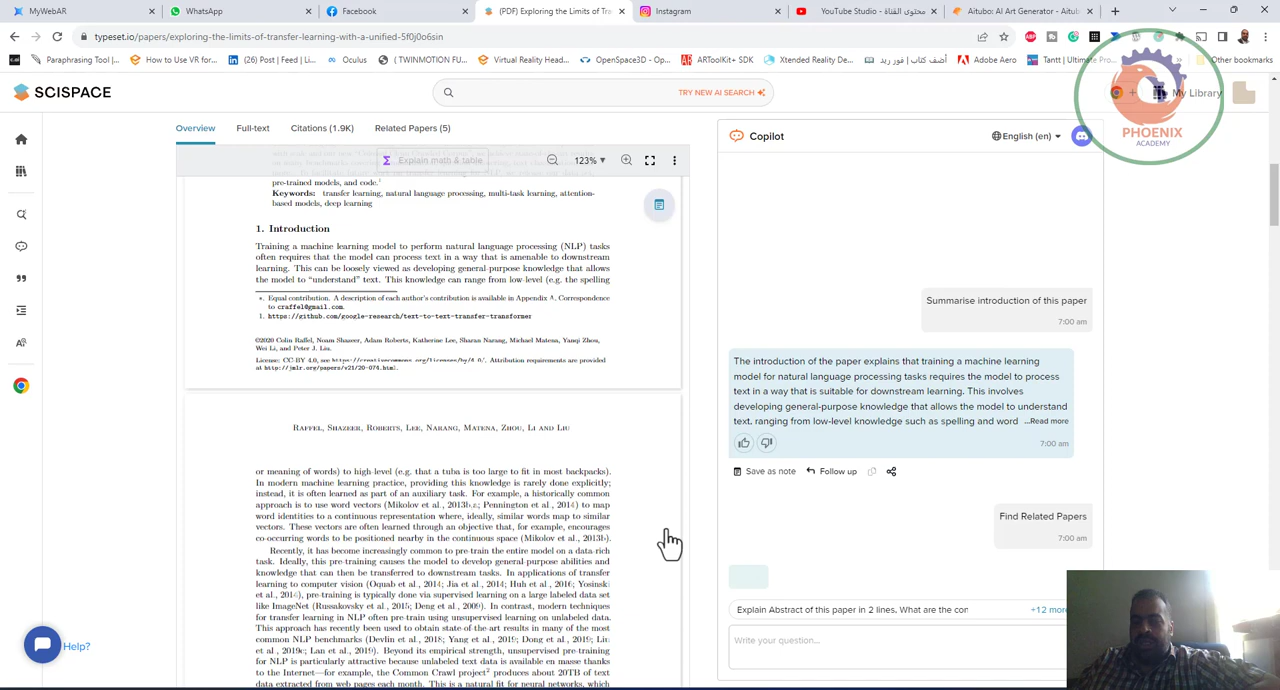 MyWebAR
WhatsApp
Facebook
(PDF) Exploring the Limits of Tra
Instagram
YouTube Studio - محتوى القناة
Aitubo: AI Art Generator - Aitub
typeset.io/papers/exploring-the-limits-of-transfer-learning-with-a-unified-5f0j0o6sin
Paraphrasing Tool |...
How to Use VR for...
(26) Post | Feed | Li...
Oculus
( TWINMOTION FU...
Virtual Reality Head...
OpenSpace3D - Op...
ARToolKit+ SDK
Xtended Reality De...
أضف كتاب | فور ريد
Adobe Aero
Tantt Ultimate Pr...
Other bookmarks
SCISPACE
TRY NEW AI SEARCH
My Library
PHOENIX
ACADEMY
Overview
Full-text
Citations (1.9K)
Related Papers (5)
Explain math & table
123%
pre-trained models, and code.1
Keywords: transfer learning, natural language processing, multi-task learning, attention-
based models, deep learning
1. Introduction
Training a machine learning model to perform natural language processing (NLP) tasks
often requires that the model can process text in a way that is amenable to downstream
learning. This can be loosely viewed as developing general-purpose knowledge that allows
the model to “understand” text. This knowledge can range from low-level (e.g. the spelling
*. Equal contribution. A description of each author's contribution is available in Appendix A. Correspondence
to craffel@gmail.com.
1. https://github.com/google-research/text-to-text-transfer-transformer
©2020 Colin Raffel, Noam Shazeer, Adam Roberts, Katherine Lee, Sharan Narang, Michael Matena, Yanqi Zhou,
Wei Li, and Peter J. Liu.
License: CC-BY 4.0, see https://creativecommons.org/licenses/by/4.0/. Attribution requirements are provided
at http://jmlr.org/papers/v21/20-074.html.
Raffel, Shazeer, Roberts, Lee, Narang, Matena, Zhou, Li and Liu
or meaning of words) to high-level (e.g. that a tuba is too large to fit in most backpacks).
In modern machine learning practice, providing this knowledge is rarely done explicitly;
instead, it is often learned as part of an auxiliary task. For example, a historically common
approach is to use word vectors (Mikolov et al., 2013b,a; Pennington et al., 2014) to map
word identities to a continuous representation where, ideally, similar words map to similar
vectors. These vectors are often learned through an objective that, for example, encourages
co-occurring words to be positioned nearby in the continuous space (Mikolov et al., 2013b).
Recently, it has become increasingly common to pre-train the entire model on a data-rich
task. Ideally, this pre-training causes the model to develop general-purpose abilities and
knowledge that can then be transferred to downstream tasks. In applications of transfer
learning to computer vision (Oquab et al., 2014; Jia et al., 2014; Huh et al., 2016; Yosinski
et al., 2014), pre-training is typically done via supervised learning on a large labeled data set
like ImageNet (Russakovsky et al., 2015; Deng et al., 2009). In contrast, modern techniques
for transfer learning in NLP often pre-train using unsupervised learning on unlabeled data.
This approach has recently been used to obtain state-of-the-art results in many of the most
common NLP benchmarks (Devlin et al., 2018; Yang et al., 2019; Dong et al., 2019; Liu
et al., 2019c; Lan et al., 2019). Beyond its empirical strength, unsupervised pre-training
for NLP is particularly attractive because unlabeled text data is available en masse thanks
to the Internet—for example, the Common Crawl project2 produces about 20TB of text
data extracted from web pages each month. This is a natural fit for neural networks, which
Copilot
English (en)
Summarise introduction of this paper
7:00 am
The introduction of the paper explains that training a machine learning
model for natural language processing tasks requires the model to process
text in a way that is suitable for downstream learning. This involves
developing general-purpose knowledge that allows the model to understand
text, ranging from low-level knowledge such as spelling and word ...Read more
7:00 am
Save as note
Follow up
Find Related Papers
7:00 am
Explain Abstract of this paper in 2 lines. What are the con
+12 more
Write your question...
Help?